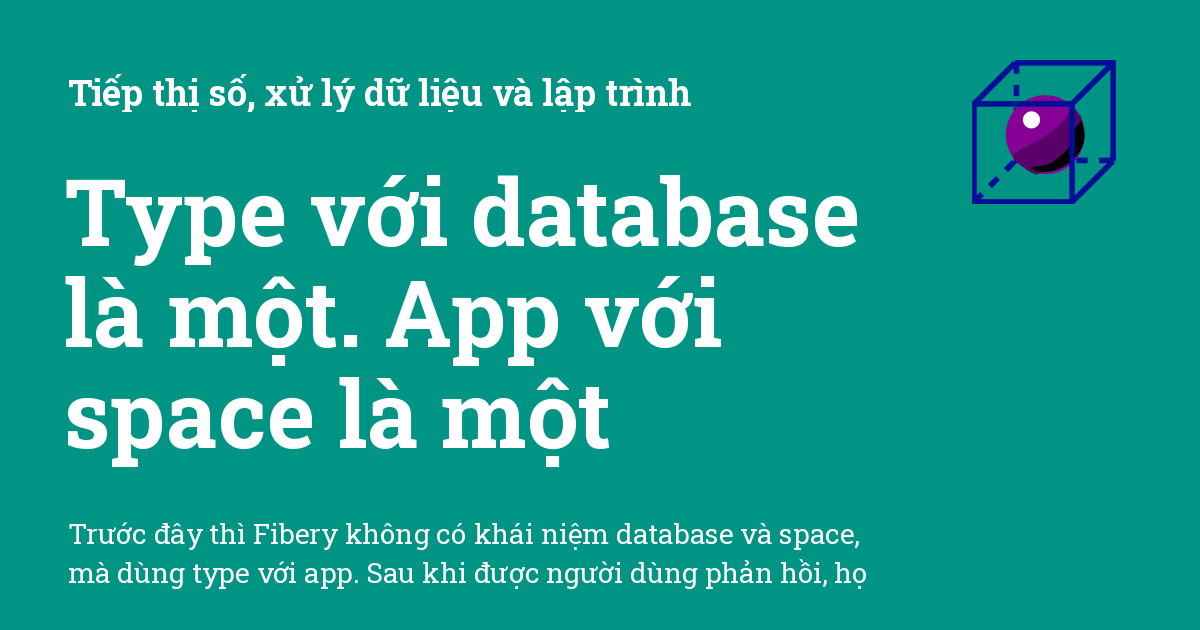 Tiếp thị số, xử lý dữ liệu và lập trình
Type với database
là một. App với
space là một
Trước đây thì Fibery không có khái niệm database và space,
mà dùng type với app. Sau khi được người dùng phản hồi, họ